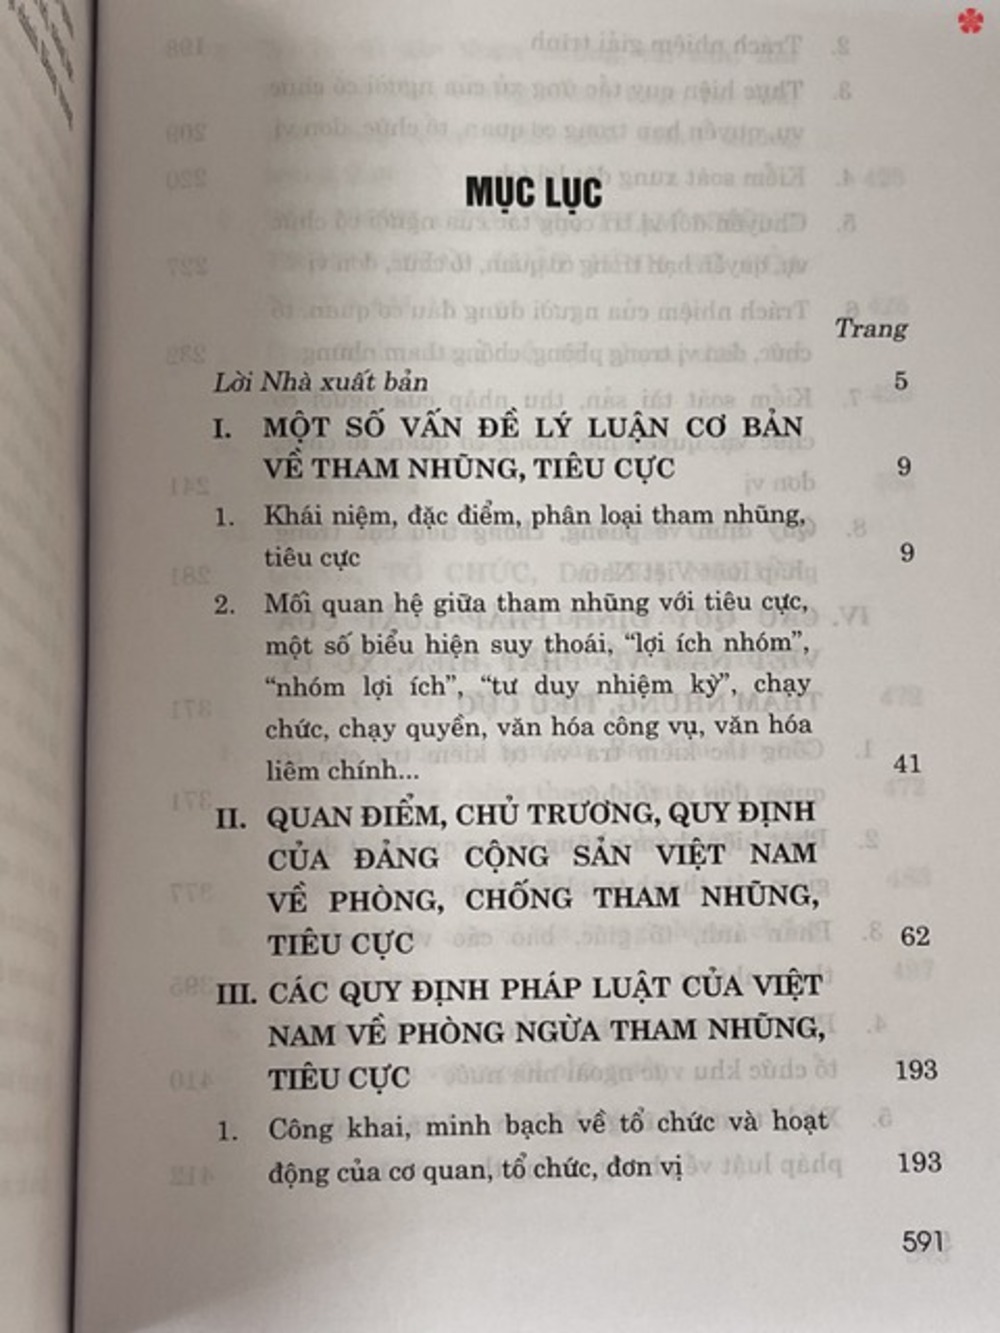 MỤC LỤC
Trang
Lời Nhà xuất bản 5
I. MỘT SỐ VẤN ĐỀ LÝ LUẬN CƠ BẢN
VỀ THAM NHŨNG, TIÊU CỰC 9
1. Khái niệm, đặc điểm, phân loại tham nhũng,
tiêu cực 9
2. Mối quan hệ giữa tham nhũng với tiêu cực,
một số biểu hiện suy thoái, “lợi ích nhóm”,
“nhóm lợi ích”, “tư duy nhiệm kỳ”, chạy
chức, chạy quyền, văn hóa công vụ, văn hóa
liêm chính... 41
II. QUAN ĐIỂM, CHỦ TRƯƠNG, QUY ĐỊNH
CỦA ĐẢNG CỘNG SẢN VIỆT NAM
VỀ PHÒNG, CHỐNG THAM NHŨNG,
TIÊU CỰC 62
III. CÁC QUY ĐỊNH PHÁP LUẬT CỦA VIỆT
NAM VỀ PHÒNG NGỪA THAM NHŨNG,
TIÊU CỰC 193
1. Công khai, minh bạch về tổ chức và hoạt
động của cơ quan, tổ chức, đơn vị 193
591